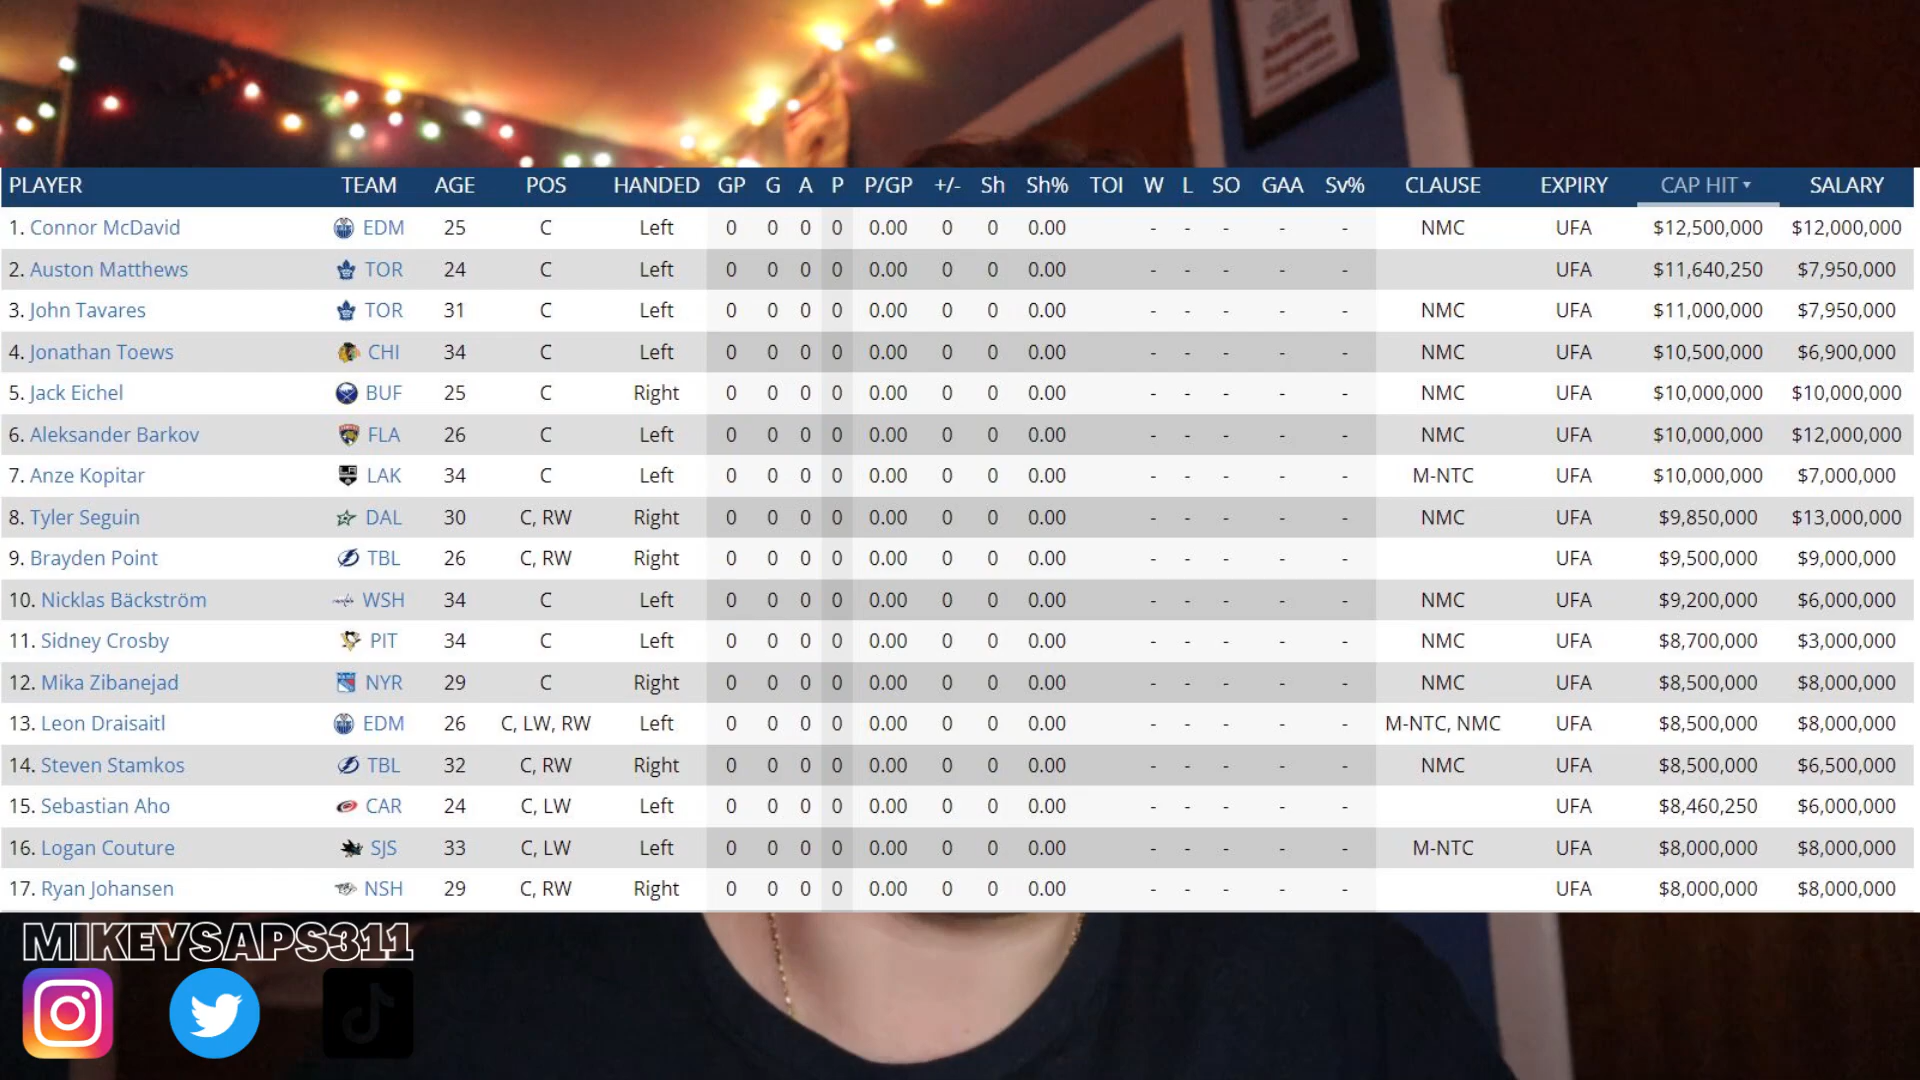 PLAYER TEAM AGE POS HANDED GP G A P P/GP +/- Sh Sh% TOI W L SO GAA Sv% CLAUSE EXPIRY CAP HIT SALARY
1. Connor McDavid EDM 25 C Left 0 0 0 0 0.00 0 0 0.00 - - - - - NMC UFA $12,500,000 $12,000,000
2. Auston Matthews TOR 24 C Left 0 0 0 0 0.00 0 0 0.00 - - - - - UFA $11,640,250 $7,950,000
3. John Tavares TOR 31 C Left 0 0 0 0 0.00 0 0 0.00 - - - - - NMC UFA $11,000,000 $7,950,000
4. Jonathan Toews CHI 34 C Left 0 0 0 0 0.00 0 0 0.00 - - - - - NMC UFA $10,500,000 $6,900,000
5. Jack Eichel BUF 25 C Right 0 0 0 0 0.00 0 0 0.00 - - - - - NMC UFA $10,000,000 $10,000,000
6. Aleksander Barkov FLA 26 C Left 0 0 0 0 0.00 0 0 0.00 - - - - - NMC UFA $10,000,000 $12,000,000
7. Anze Kopitar LAK 34 C Left 0 0 0 0 0.00 0 0 0.00 - - - - - M-NTC UFA $10,000,000 $7,000,000
8. Tyler Seguin DAL 30 C, RW Right 0 0 0 0 0.00 0 0 0.00 - - - - - NMC UFA $9,850,000 $13,000,000
9. Brayden Point TBL 26 C, RW Right 0 0 0 0 0.00 0 0 0.00 - - - - - UFA $9,500,000 $9,000,000
10. Nicklas Bäckström WSH 34 C Left 0 0 0 0 0.00 0 0 0.00 - - - - - NMC UFA $9,200,000 $6,000,000
11. Sidney Crosby PIT 34 C Left 0 0 0 0 0.00 0 0 0.00 - - - - - NMC UFA $8,700,000 $3,000,000
12. Mika Zibanejad NYR 29 C Right 0 0 0 0 0.00 0 0 0.00 - - - - - NMC UFA $8,500,000 $8,000,000
13. Leon Draisaitl EDM 26 C, LW, RW Left 0 0 0 0 0.00 0 0 0.00 - - - - - M-NTC, NMC UFA $8,500,000 $8,000,000
14. Steven Stamkos TBL 32 C, RW Right 0 0 0 0 0.00 0 0 0.00 - - - - - NMC UFA $8,500,000 $6,500,000
15. Sebastian Aho CAR 24 C, LW Left 0 0 0 0 0.00 0 0 0.00 - - - - - UFA $8,460,250 $6,000,000
16. Logan Couture SJS 33 C, LW Left 0 0 0 0 0.00 0 0 0.00 - - - - - M-NTC UFA $8,000,000 $8,000,000
17. Ryan Johansen NSH 29 C, RW Right 0 0 0 0 0.00 0 0 0.00 - - - - - UFA $8,000,000 $8,000,000
MIKEYSAPS311